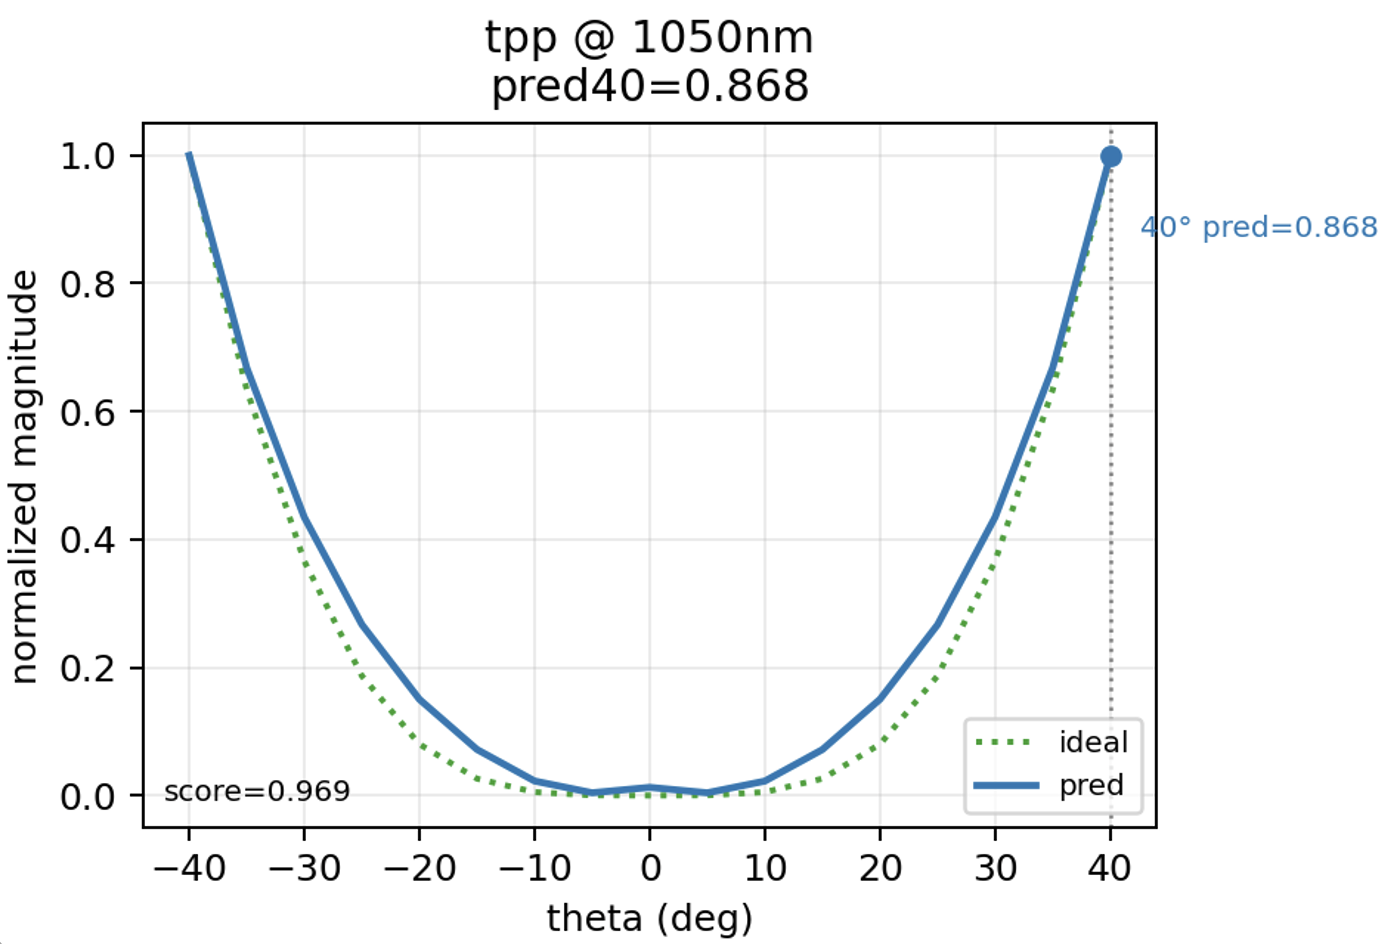 tpp @ 1050nm
pred40=0.868
normalized magnitude
1.0
0.8
0.6
0.4
0.2
0.0
40° pred=0.868
score=0.969
ideal
pred
−40 −30 −20 −10 0 10 20 30 40
theta (deg)